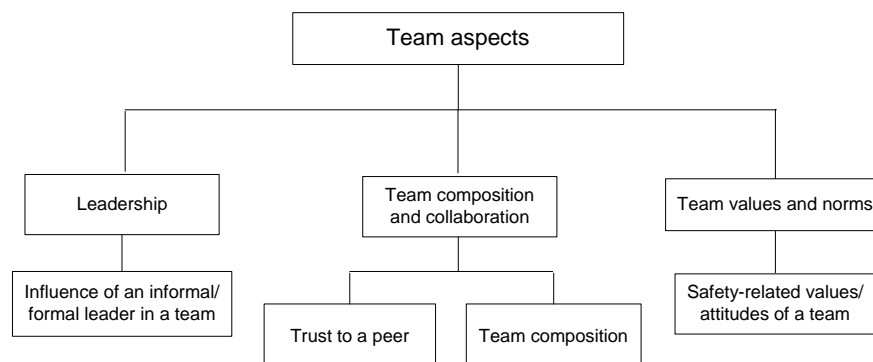 Team aspects
Leadership
Team composition
and collaboration
Team values and norms
Influence of an informal/
formal leader in a team
Trust to a peer
Team composition
Safety-related values/
attitudes of a team